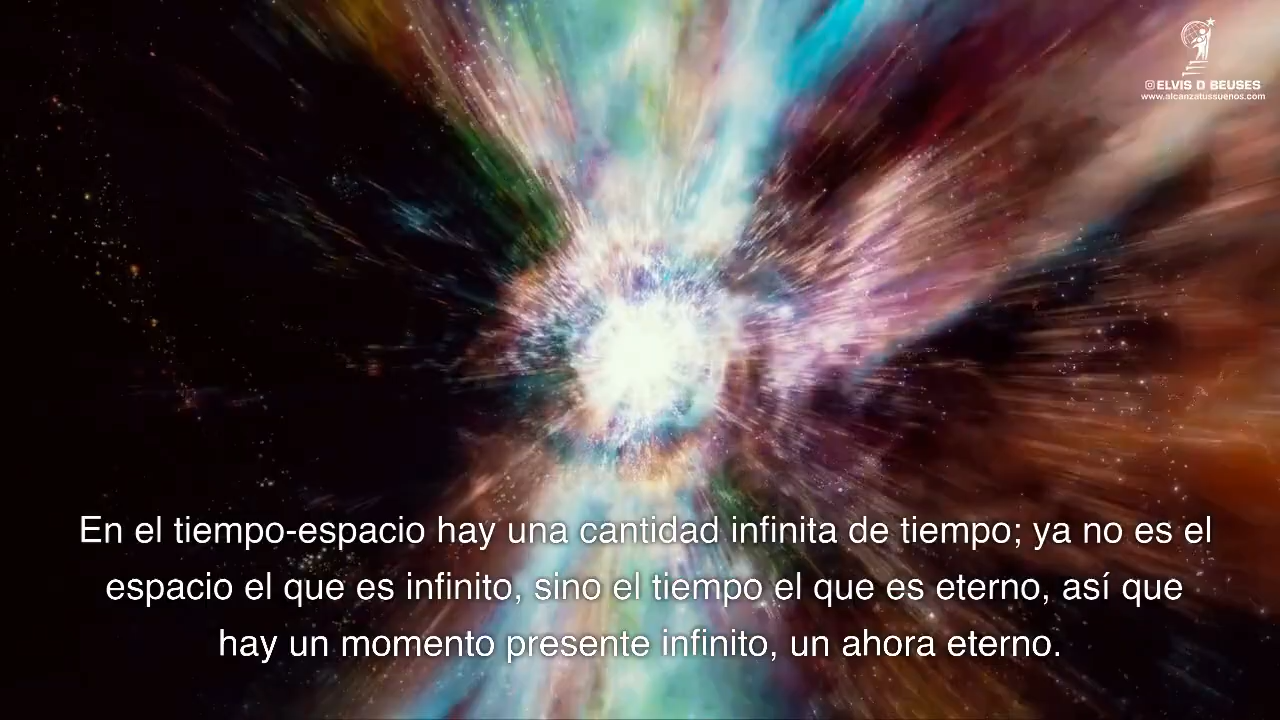 ELVIS D BEUSES
www.alcanzatussuenos.com
En el tiempo-espacio hay una cantidad infinita de tiempo; ya no es el
espacio el que es infinito, sino el tiempo el que es eterno, así que
hay un momento presente infinito, un ahora eterno.